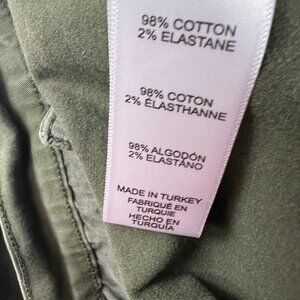 98% COTTON
2% ELASTANE
98% COTON
2% ÉLASTHANNE
98% ALGODÓN
2% ELASTANO
MADE IN TURKEY
FABRIQUÉ EN
TURQUIE
HECHO EN
TURQUÍA